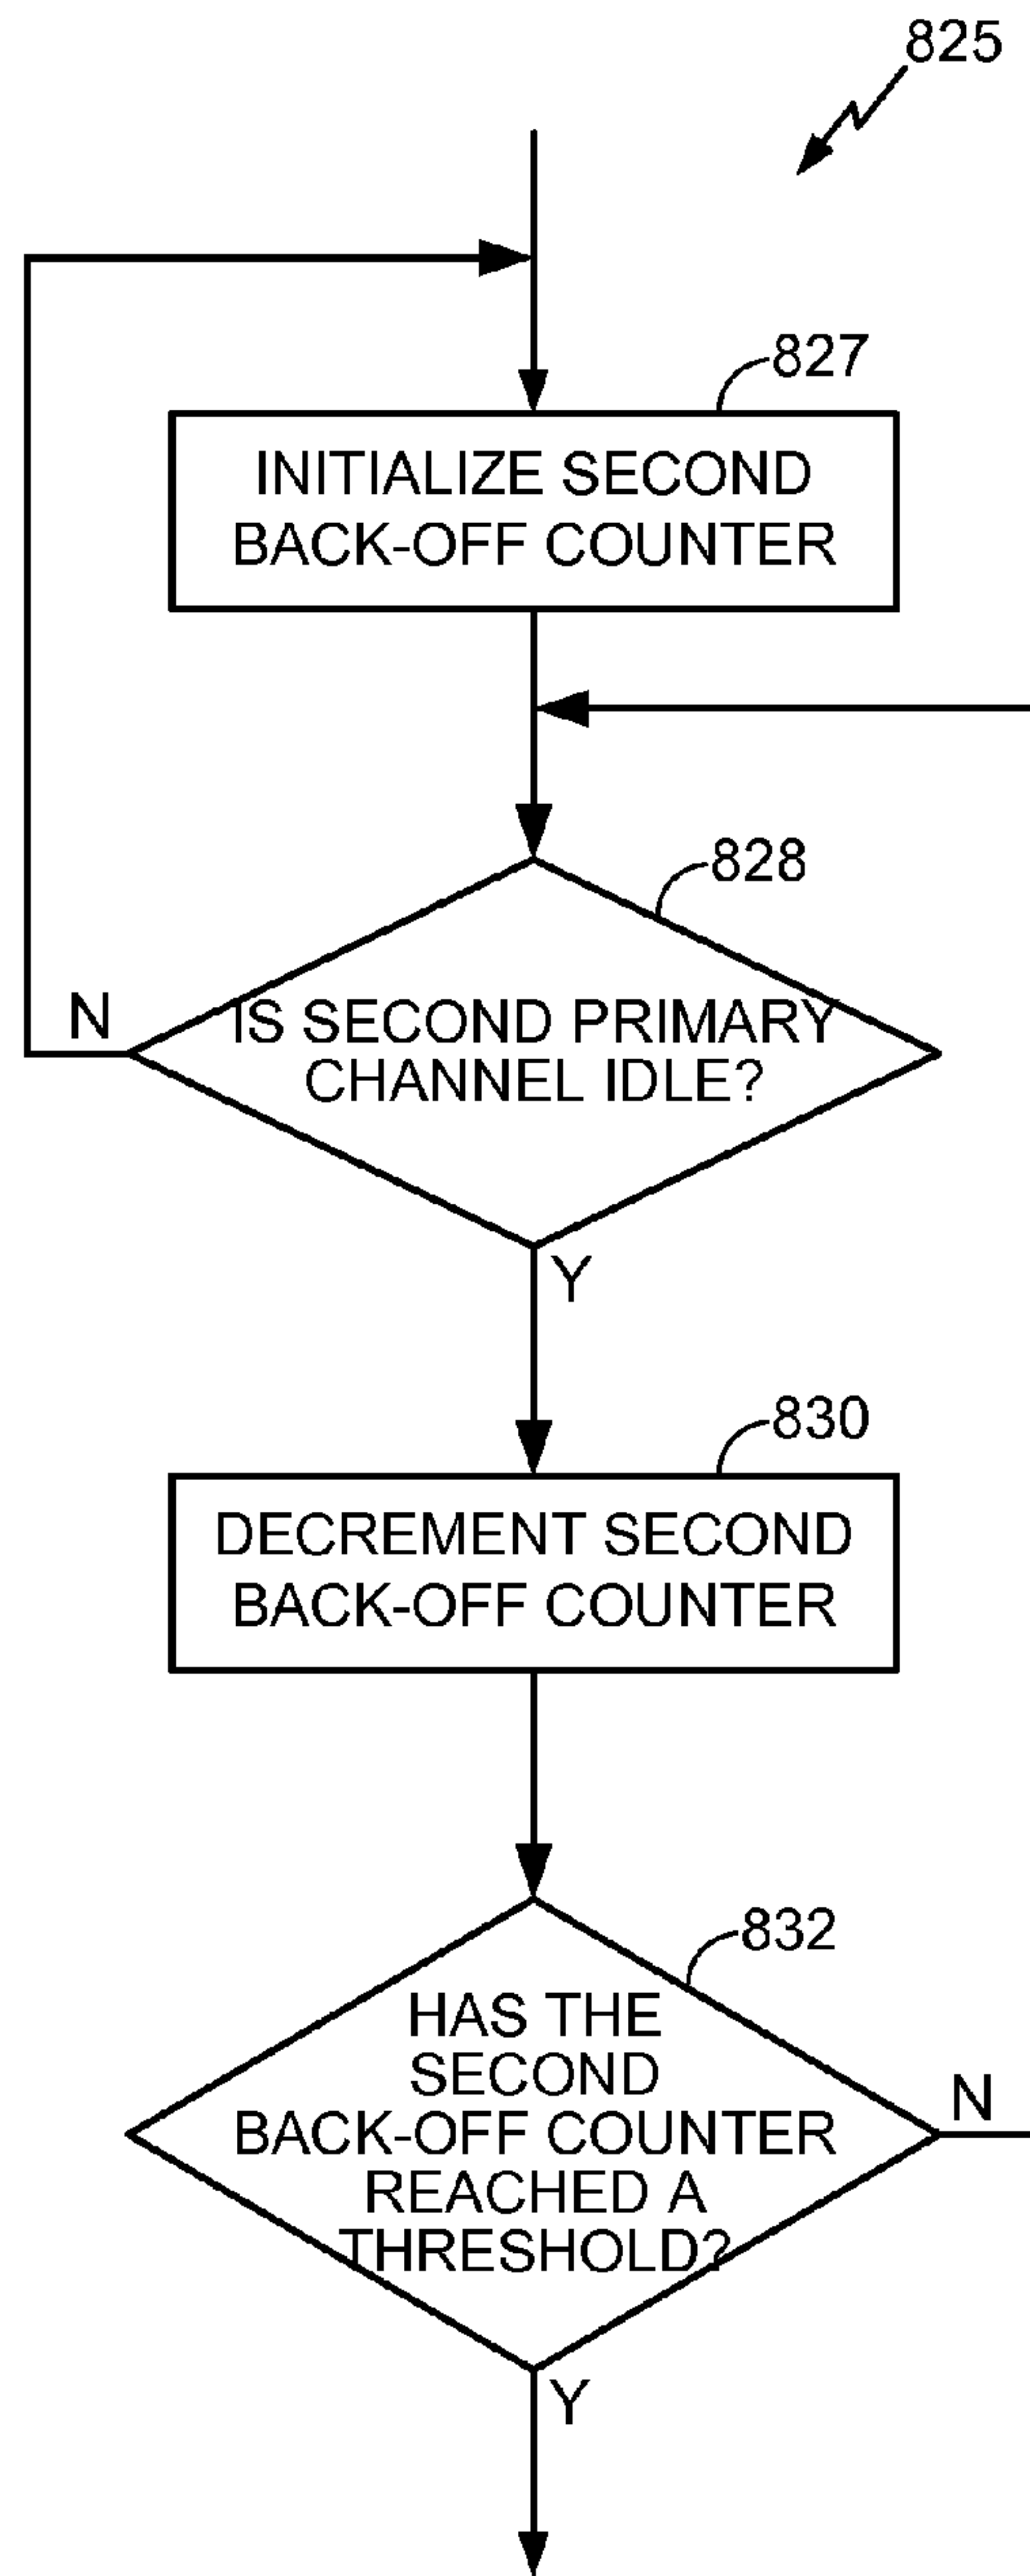 825
827
INITIALIZE SECOND
BACK-OFF COUNTER
828
N
IS SECOND PRIMARY
CHANNEL IDLE?
Y
830
DECREMENT SECOND
BACK-OFF COUNTER
832
HAS THE
SECOND
BACK-OFF COUNTER
REACHED A
THRESHOLD?
N
Y